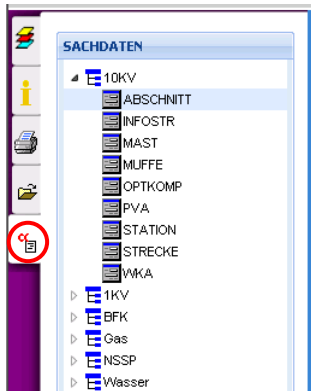 SACHDATEN
10KV
ABSCHNITT
INFOSTR
MAST
MUFFE
OPTKOMP
PVA
STATION
STRECKE
WKA
1KV
BFK
Gas
NSSP
Wasser